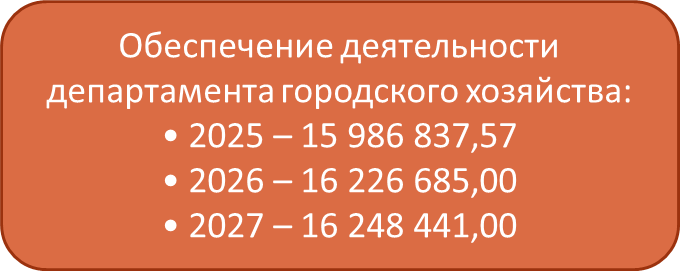 Обеспечение деятельности
департамента городского хозяйства:
• 2025 – 15 986 837,57
• 2026 – 16 226 685,00
• 2027 – 16 248 441,00